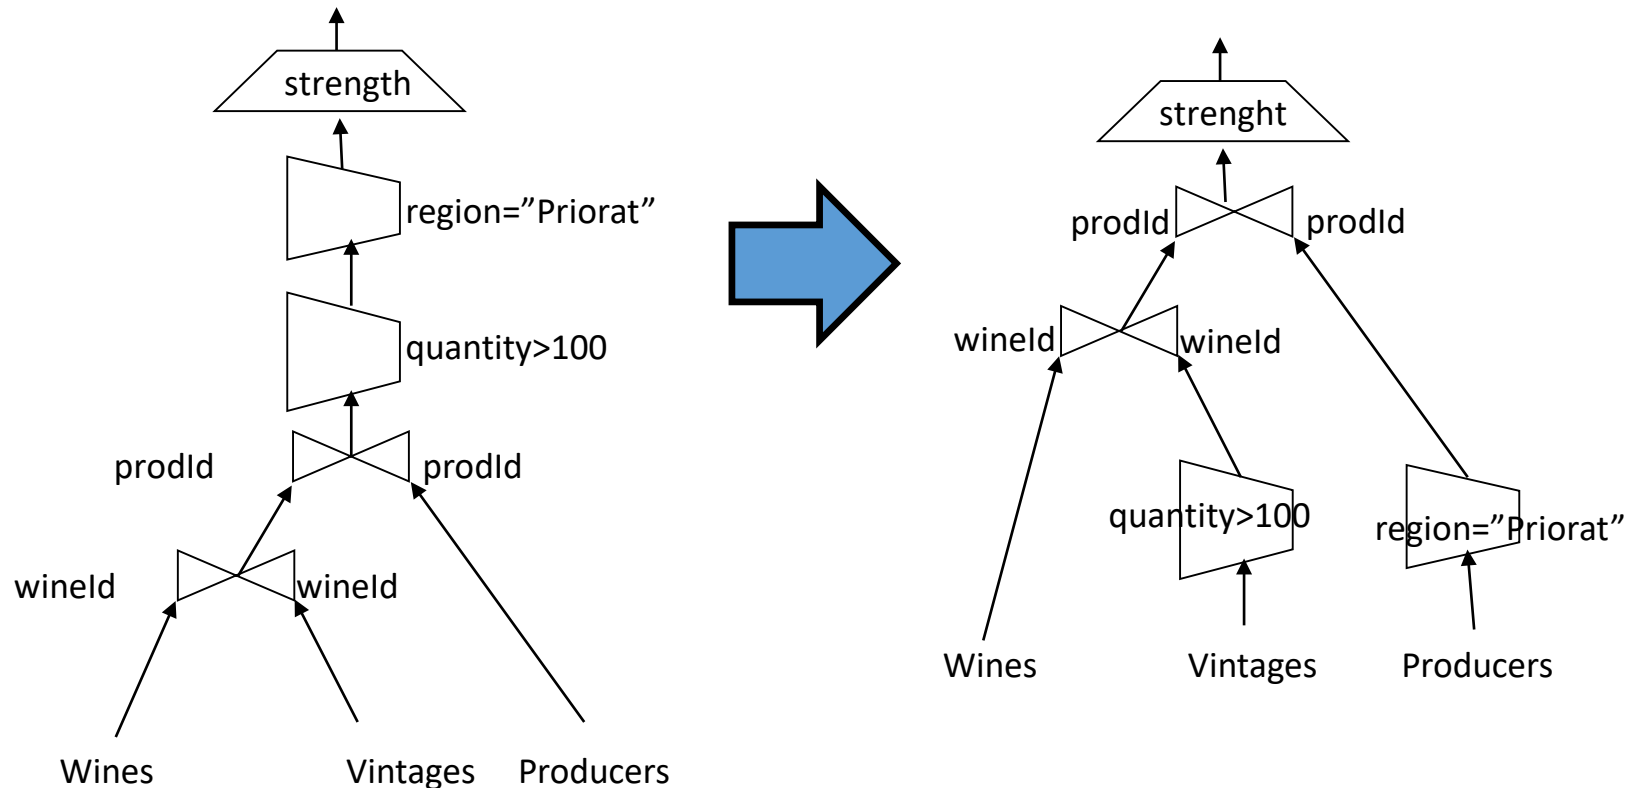 strength
region=”Priorat”
quantity>100
prodId prodId
wineId wineId
Wines Vintages Producers
strenght
prodId prodId
wineId wineId
quantity>100 region=”Priorat”
Wines Vintages Producers